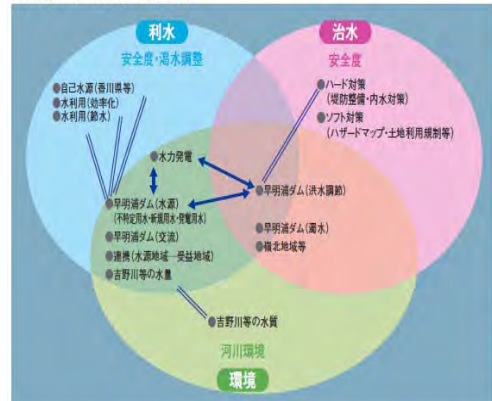 利水
安全度・渇水調整
●自己水源(香川県等)
●水利用(効率化)
●水利用(節水)
治水
安全度
●ハード対策
(堤防整備・内水対策)
●ソフト対策
(ハザードマップ・土地利用規制等)
●水力発電
●早明浦ダム(水源)
(不特定用水・新規用水・発電用水)
●早明浦ダム(交流)
●連携(水源地域―受益地域)
●吉野川等の水量
●早明浦ダム(洪水調節)
●早明浦ダム(濁水)
●嶺北地域等
●吉野川等の水質
河川環境
環境